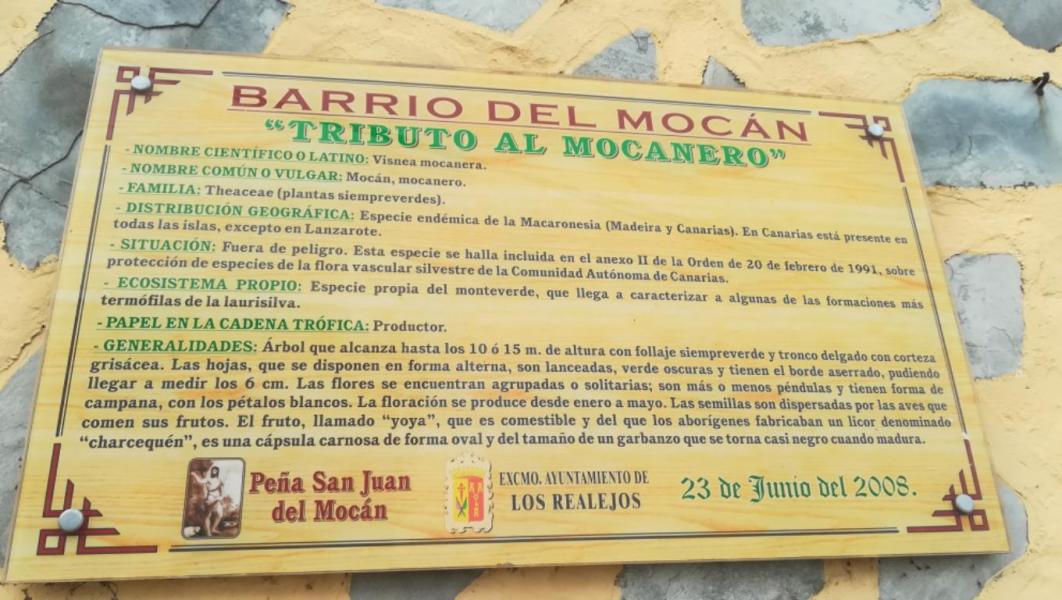 BARRIO DEL MOCÁN
"TRIBUTO AL MOCANERO"
- NOMBRE CIENTÍFICO O LATINO: Visnea mocanera.
- NOMBRE COMÚN O VULGAR: Mocán, mocanero.
- FAMILIA: Theaceae (plantas siempreverdes).
- DISTRIBUCIÓN GEOGRÁFICA: Especie endémica de la Macaronesia (Madeira y Canarias). En Canarias está presente en
todas las islas, excepto en Lanzarote.
- SITUACIÓN: Fuera de peligro. Esta especie se halla incluida en el anexo II de la Orden de 20 de febrero de 1991, sobre
protección de especies de la flora vascular silvestre de la Comunidad Autónoma de Canarias.
- ECOSISTEMA PROPIO: Especie propia del monteverde, que llega a caracterizar a algunas de las formaciones más
termófilas de la laurisilva.
- PAPEL EN LA CADENA TRÓFICA: Productor.
- GENERALIDADES: Árbol que alcanza hasta los 10 ó 15 m. de altura con follaje siempreverde y tronco delgado con corteza
grisácea. Las hojas, que se disponen en forma alterna, son lanceadas, verde oscuras y tienen el borde aserrado, pudiendo
llegar a medir los 6 cm. Las flores se encuentran agrupadas o solitarias; son más o menos péndulas y tienen forma de
campana, con los pétalos blancos. La floración se produce desde enero a mayo. Las semillas son dispersadas por las aves que
comen sus frutos. El fruto, llamado "yoya", que es comestible y del que los aborígenes fabricaban un licor denominado
"charcequén", es una cápsula carnosa de forma oval y del tamaño de un garbanzo que se torna casi negro cuando madura.
Peña San Juan
del Mocán
EXCMO. AYUNTAMIENTO DE
LOS REALEJOS
23 de Junio del 2008.